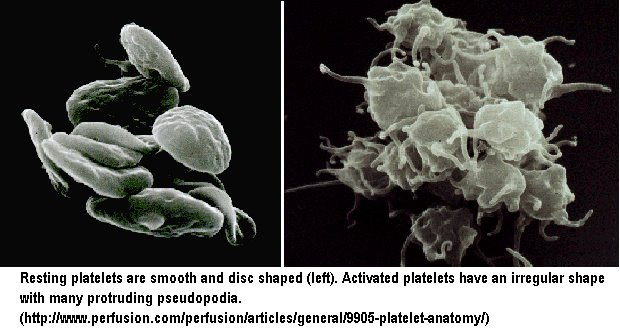 Resting platelets are smooth and disc shaped (left). Activated platelets have an irregular shape
with many protruding pseudopodia.
(http://www.perfusion.com/perfusion/articles/general/9905-platelet-anatomy/)